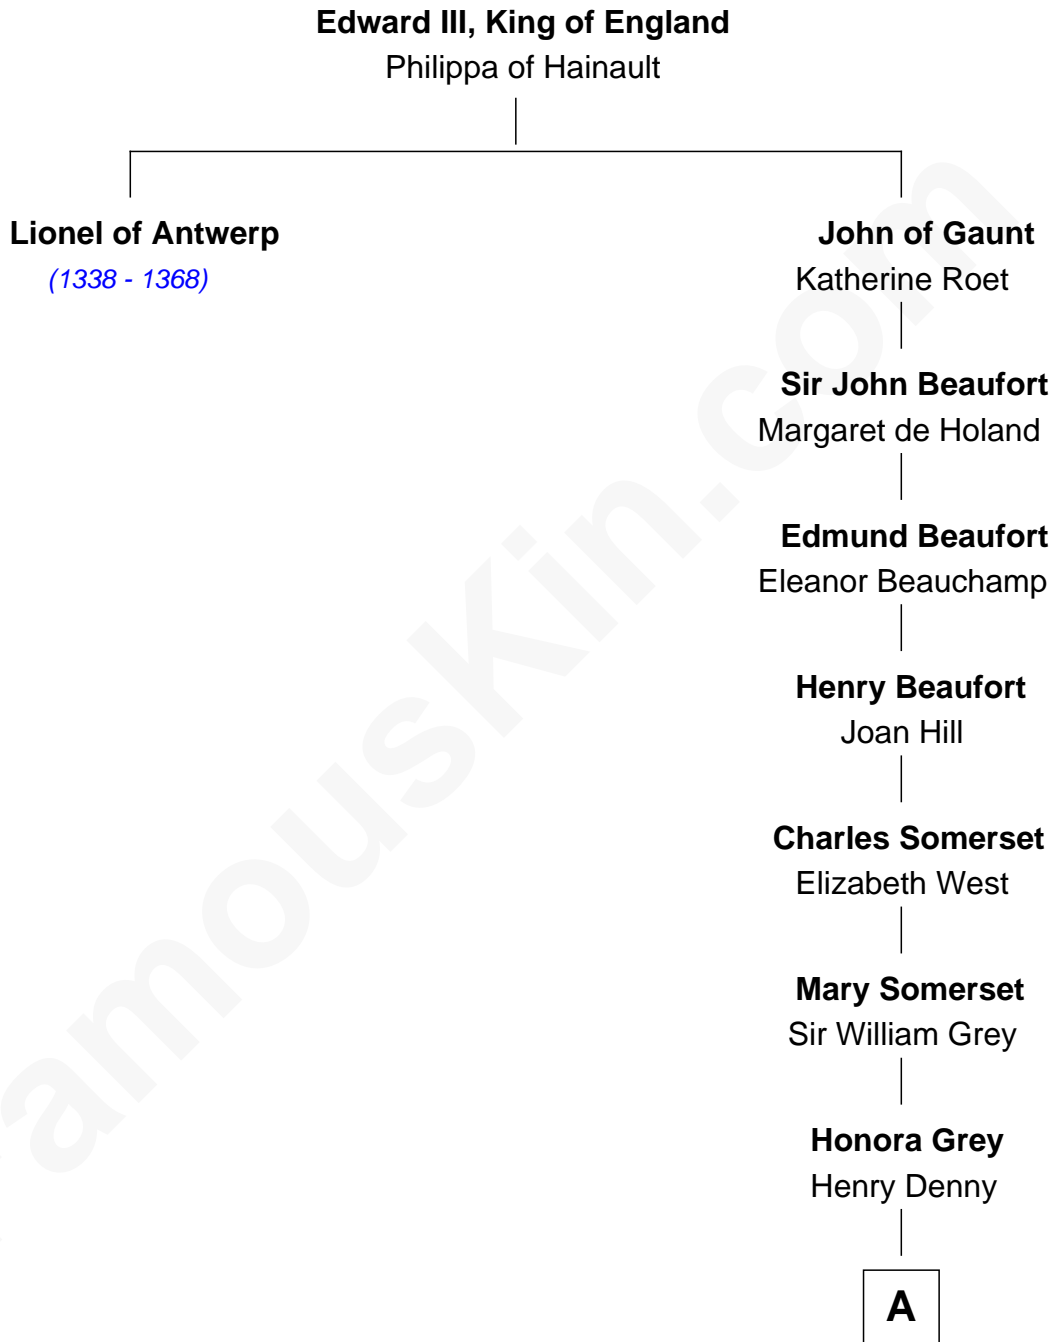 Edward III, King of England
Philippa of Hainault
Lionel of Antwerp
(1338 - 1368)
John of Gaunt
Katherine Roet
Sir John Beaufort
Margaret de Holand
Edmund Beaufort
Eleanor Beauchamp
Henry Beaufort
Joan Hill
Charles Somerset
Elizabeth West
Mary Somerset
Sir William Grey
Honora Grey
Henry Denny
A
amouskin.com